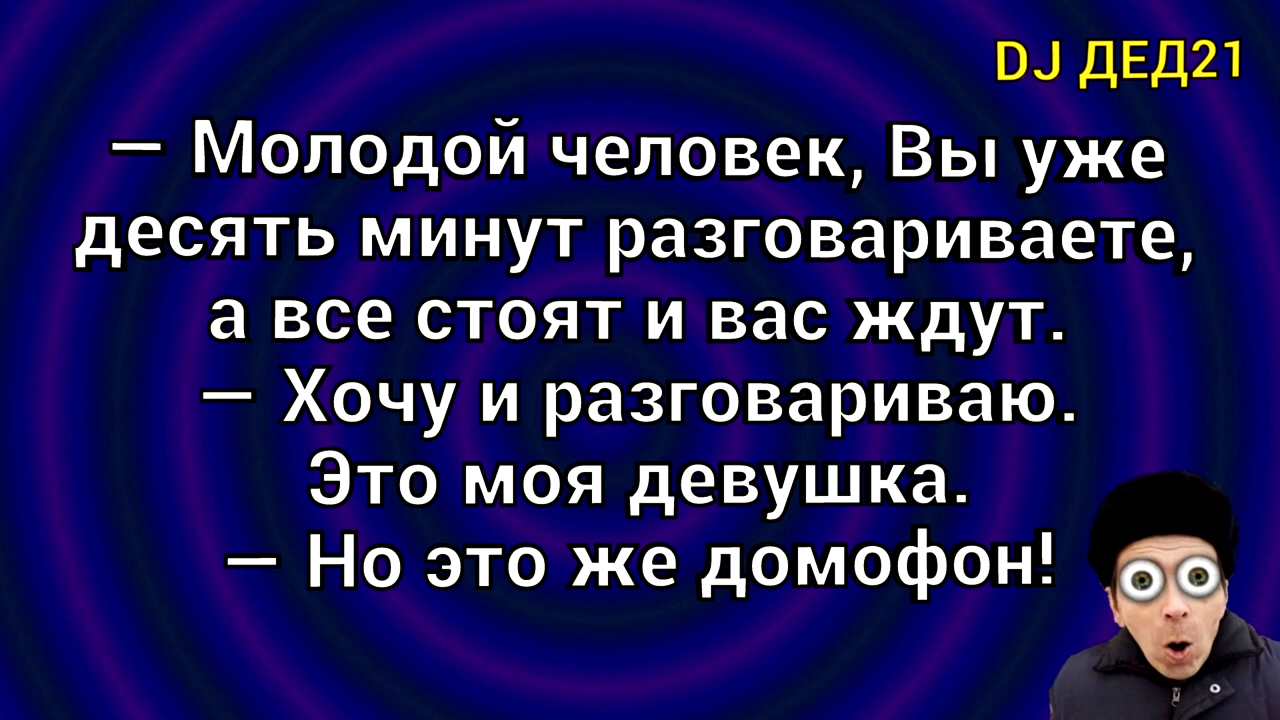 DJ ДЕД21
— Молодой человек, Вы уже
десять минут разговариваете,
а все стоят и вас ждут.
— Хочу и разговариваю.
Это моя девушка.
— Но это же домофон!